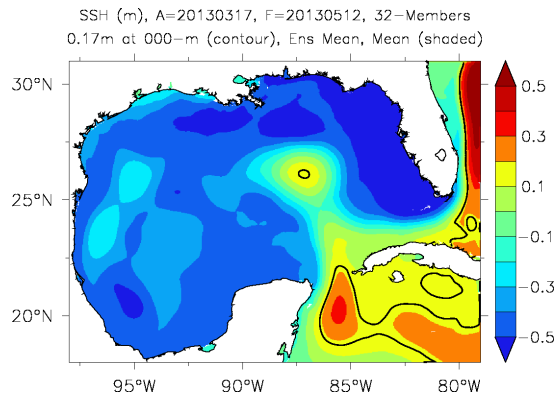 SSH (m), A=20130317, F=20130512, 32-Members
0.17m at 000-m (contour), Ens Mean, Mean (shaded)
30°N
25°N
20°N
95°W
90°W
85°W
80°W
0.5
0.3
0.1
-0.1
-0.3
-0.5